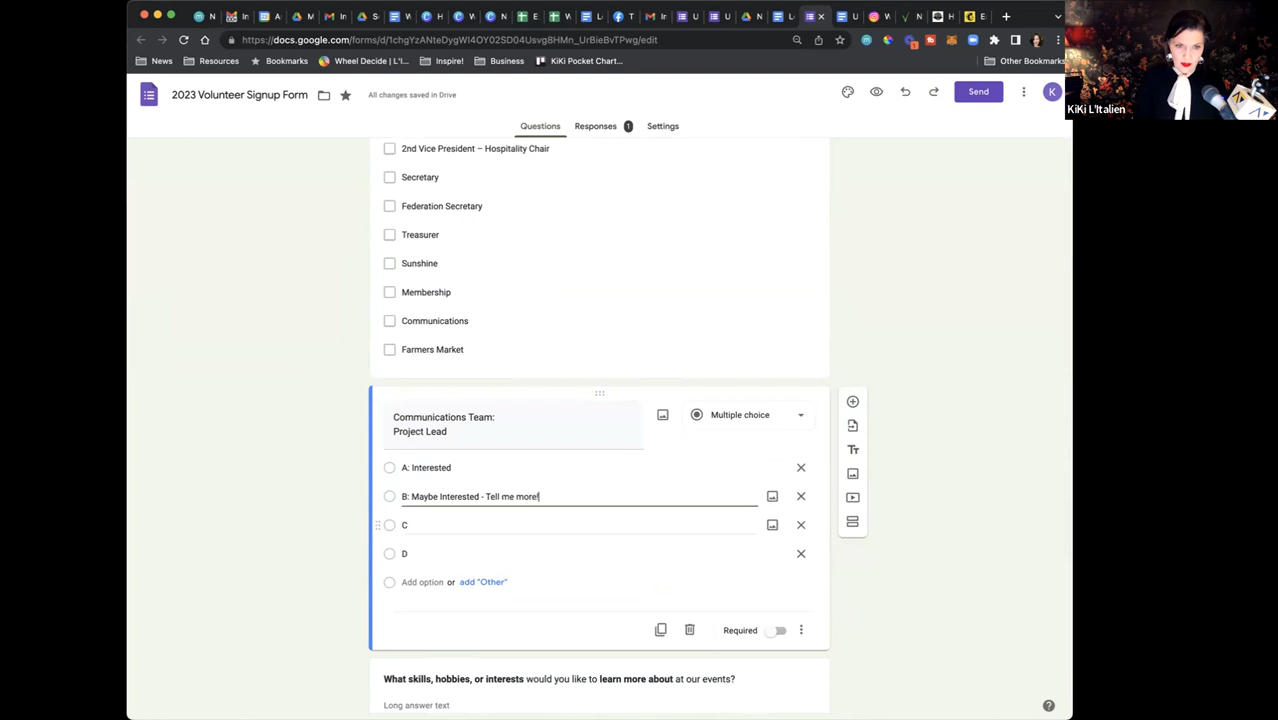 https://docs.google.com/forms/d/1chgYzANteDygWl4OY02SD04Usvg8HMn_UrBieBvTPwg/edit
News
Resources
Bookmarks
Wheel Decide | L'I...
Inspire!
Business
KiKi Pocket Chart...
Other Bookmarks
KiKi L'Italien
2023 Volunteer Signup Form
All changes saved in Drive
Send
K
Questions
Responses 1
Settings
2nd Vice President – Hospitality Chair
Secretary
Federation Secretary
Treasurer
Sunshine
Membership
Communications
Farmers Market
Communications Team:
Project Lead
Multiple choice
A: Interested
B: Maybe Interested - Tell me more!
C
D
Add option or add "Other"
Required
What skills, hobbies, or interests would you like to learn more about at our events?
Long answer text